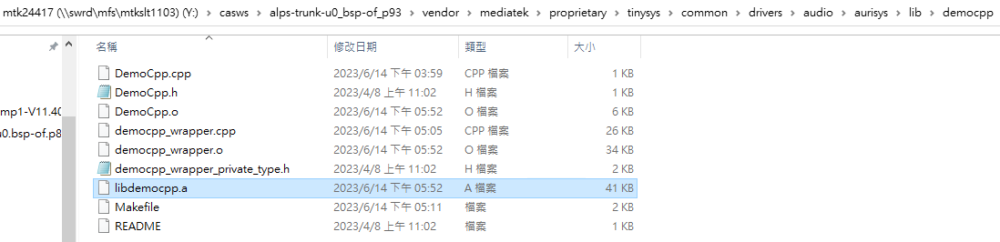 mtk24417 (\\swrd\mfs\mtkslt1103) (Y:) › casws › alps-trunk-u0_bsp-of_p93 › vendor › mediatek › proprietary › tinysys › common › drivers › audio › aurisys › lib › democpp
名稱 修改日期 類型 大小
DemoCpp.cpp 2023/6/14 下午 03:59 CPP 檔案 1 KB
DemoCpp.h 2023/4/8 上午 11:02 H 檔案 1 KB
mp1-V11.40 DemoCpp.o 2023/6/14 下午 05:52 O 檔案 6 KB
u0.bsp-of.p8 democpp_wrapper.cpp 2023/6/14 下午 05:05 CPP 檔案 26 KB
democpp_wrapper.o 2023/6/14 下午 05:52 O 檔案 34 KB
democpp_wrapper_private_type.h 2023/4/8 上午 11:02 H 檔案 2 KB
libdemocpp.a 2023/6/14 下午 05:52 A 檔案 41 KB
Makefile 2023/6/14 下午 05:11 檔案 2 KB
README 2023/4/8 上午 11:02 檔案 1 KB